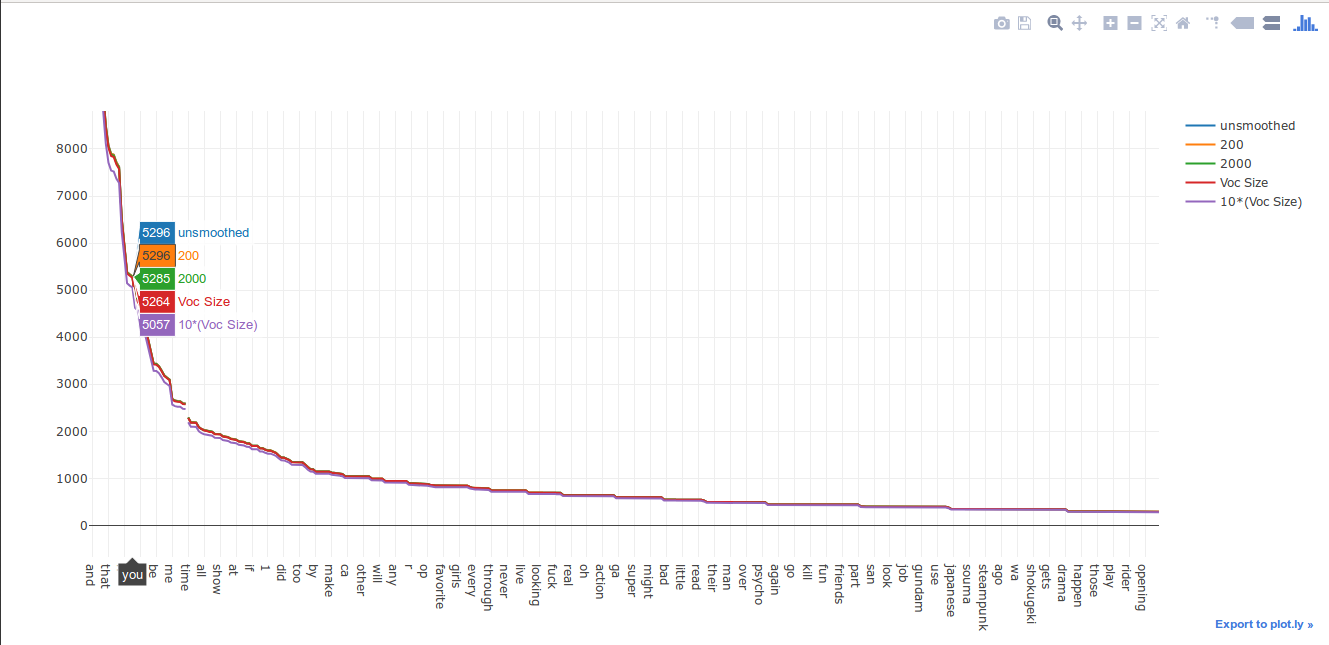 unsmoothed
200
2000
Voc Size
10*(Voc Size)
8000
7000
6000
5296 unsmoothed
5296 200
5285 2000
5000
5264 Voc Size
5057 10*(Voc Size)
4000
3000
2000
1000
0
and
that
you
be
me
time
all
show
at
if
1
did
too
by
make
ca
other
will
any
r
op
favorite
girls
every
through
never
live
looking
fuck
real
oh
action
ga
super
might
bad
little
read
their
man
over
psycho
again
go
kill
fun
friends
part
san
look
job
gundam
use
japanese
souma
steampunk
ago
wa
shokugeki
gets
drama
happen
those
play
rider
opening
Export to plot.ly »